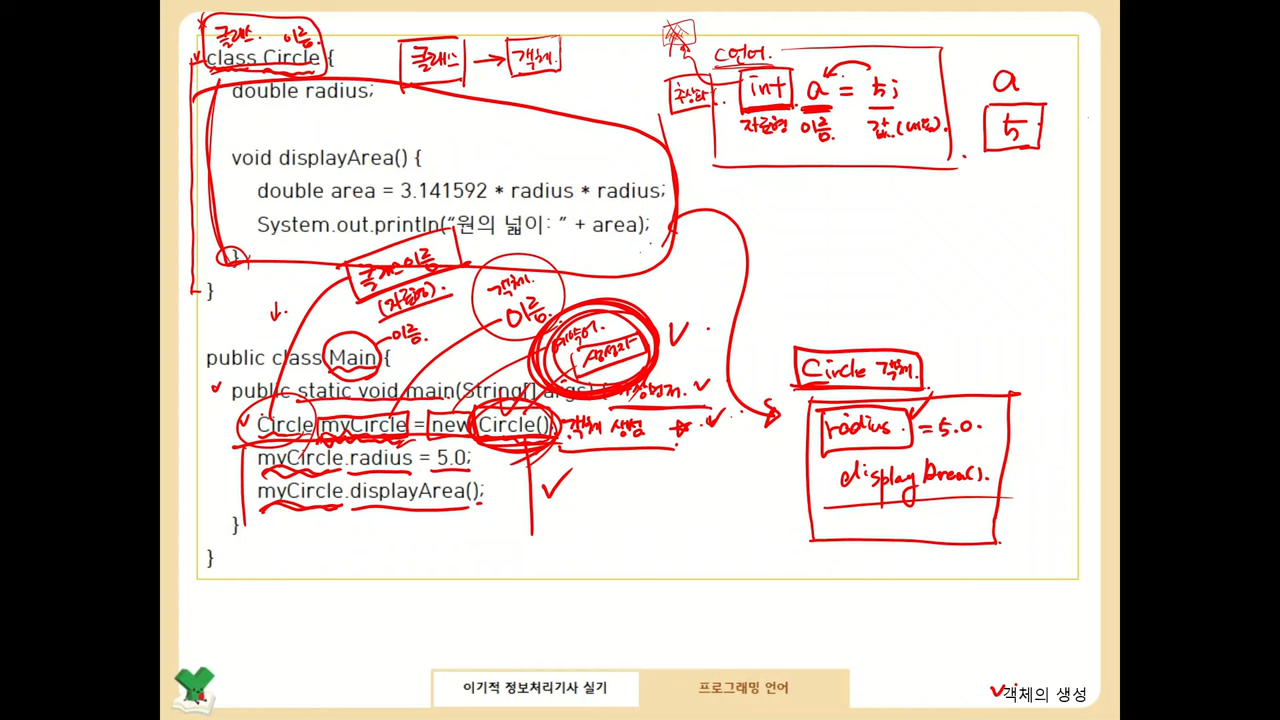 클래스 이름
class Circle {
클래스 → 객체
double radius;
void displayArea() {
double area = 3.141592 * radius * radius;
System.out.println("원의 넓이: " + area);
}
}
C언어.
추상화
int a = 5;
자료형 이름 값
a
5
클래스이름
(자료형).
객체
이름.
이름.
예약어.
생성자
public class Main {
public static void main(String[] args) {
Circle myCircle = new Circle();
객체 생성
myCircle.radius = 5.0;
myCircle.displayArea();
}
}
Circle 객체.
radius. = 5.0.
displayArea().
이기적 정보처리기사 실기
프로그래밍 언어
객체의 생성